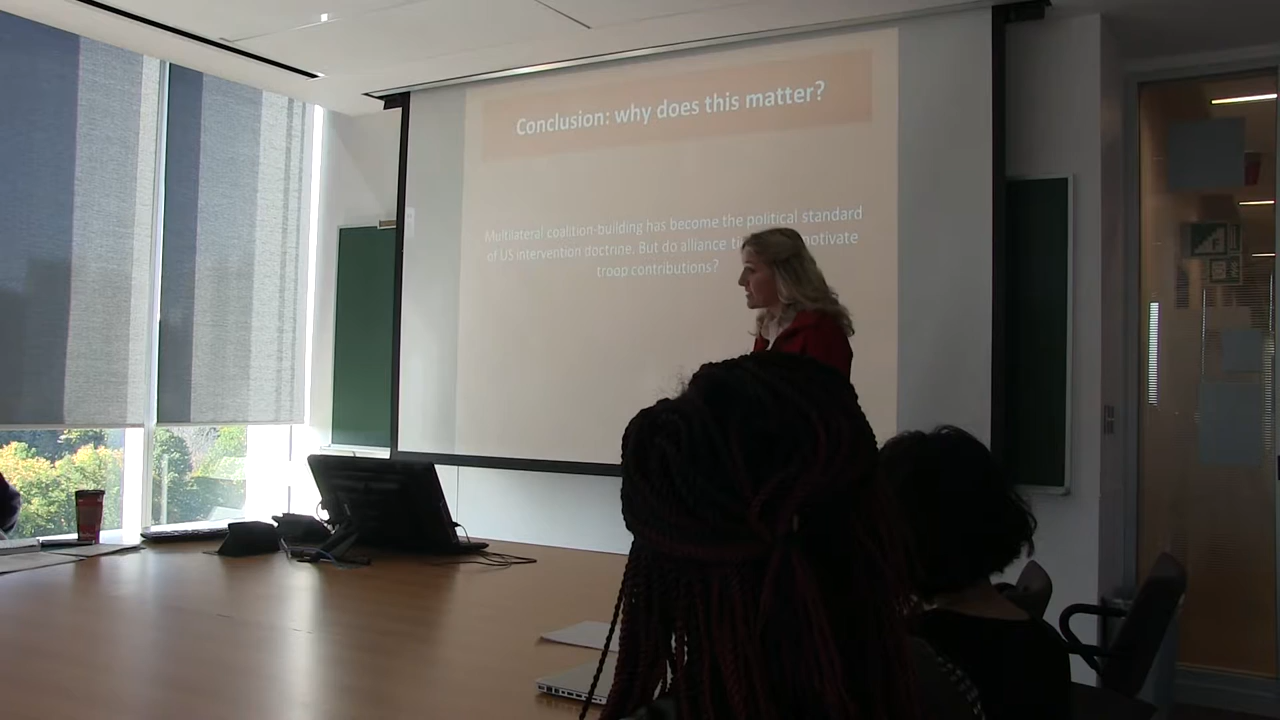 Conclusion: why does this matter?
Multilateral coalition-building has become the political standard
of US intervention doctrine. But do alliance motivate
troop contributions?